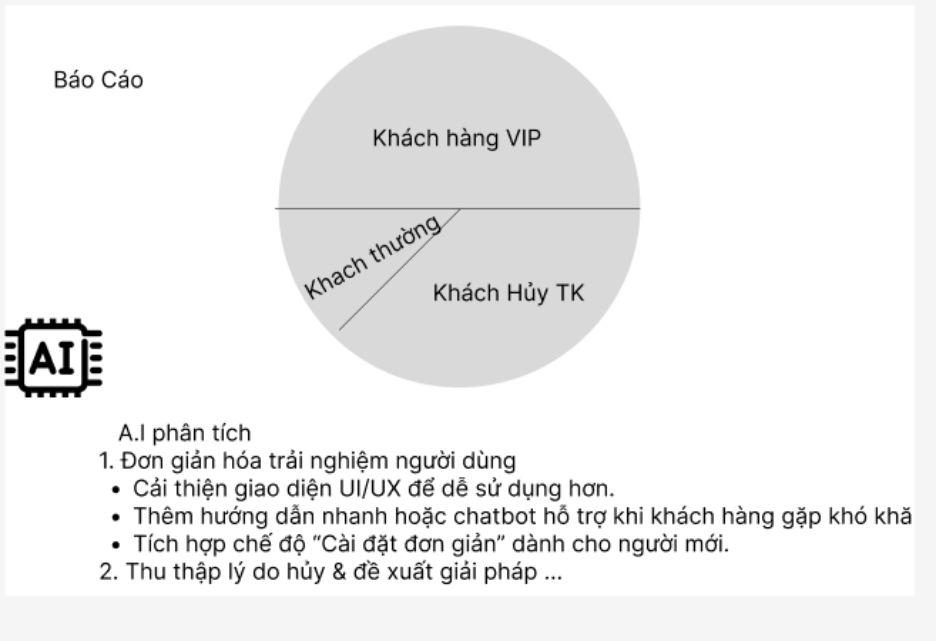 Báo Cáo
Khách hàng VIP
Khach thường
Khách Hủy TK
AI
A.I phân tích
1. Đơn giản hóa trải nghiệm người dùng
• Cải thiện giao diện UI/UX để dễ sử dụng hơn.
• Thêm hướng dẫn nhanh hoặc chatbot hỗ trợ khi khách hàng gặp khó khă
• Tích hợp chế độ “Cài đặt đơn giản” dành cho người mới.
2. Thu thập lý do hủy & đề xuất giải pháp ...